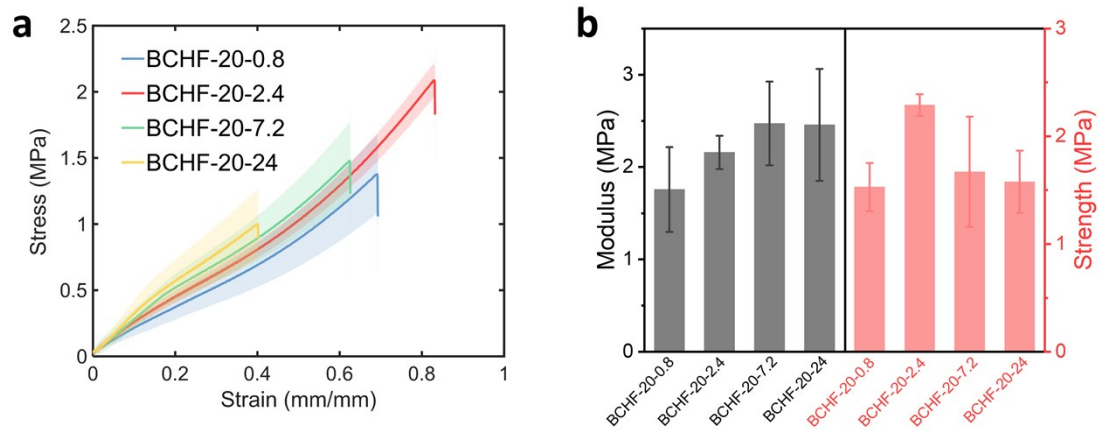 a
2.5
2
1.5
1
0.5
0
Stress (MPa)
BCHF-20-0.8
BCHF-20-2.4
BCHF-20-7.2
BCHF-20-24
0
0.2
0.4
0.6
0.8
1
Strain (mm/mm)
b
3
2
1
0
Modulus (MPa)
3
2
1
0
Strength (MPa)
BCHF-20-0.8
BCHF-20-2.4
BCHF-20-7.2
BCHF-20-24
BCHF-20-0.8
BCHF-20-2.4
BCHF-20-7.2
BCHF-20-24